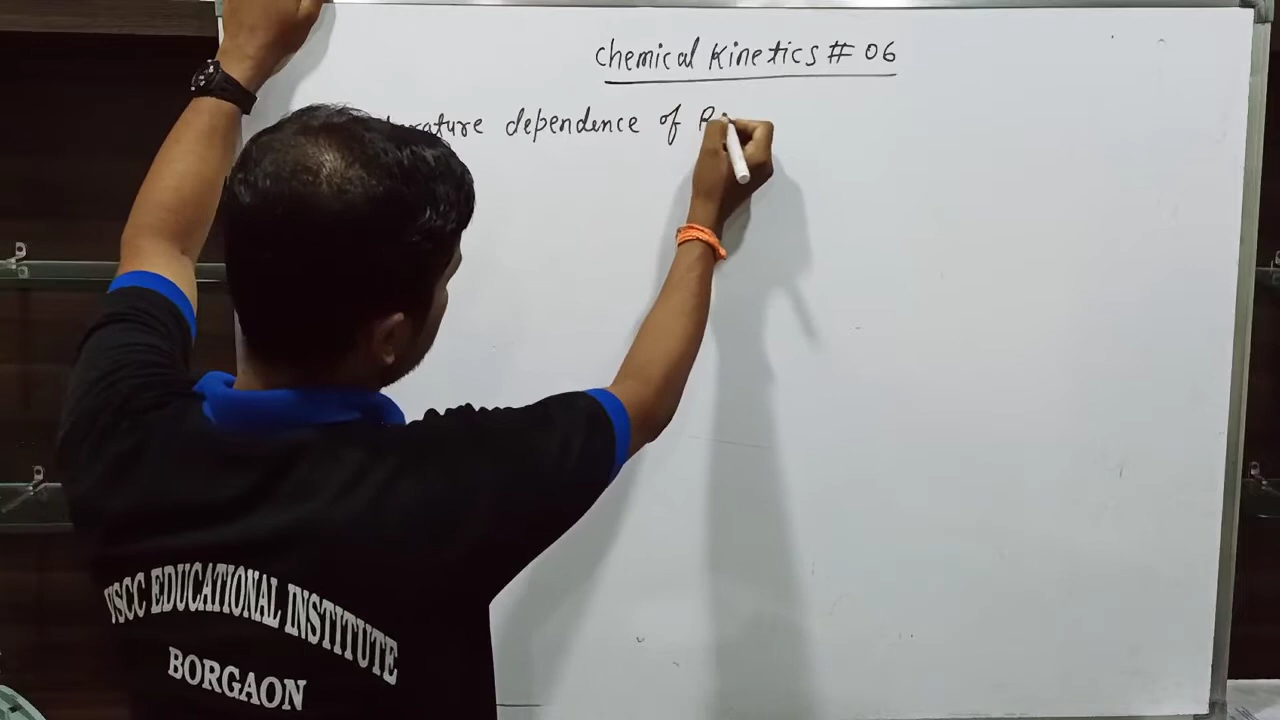 Chemical Kinetics # 06
dependence of
VSCC EDUCATIONAL INSTITUTE
BORGAON